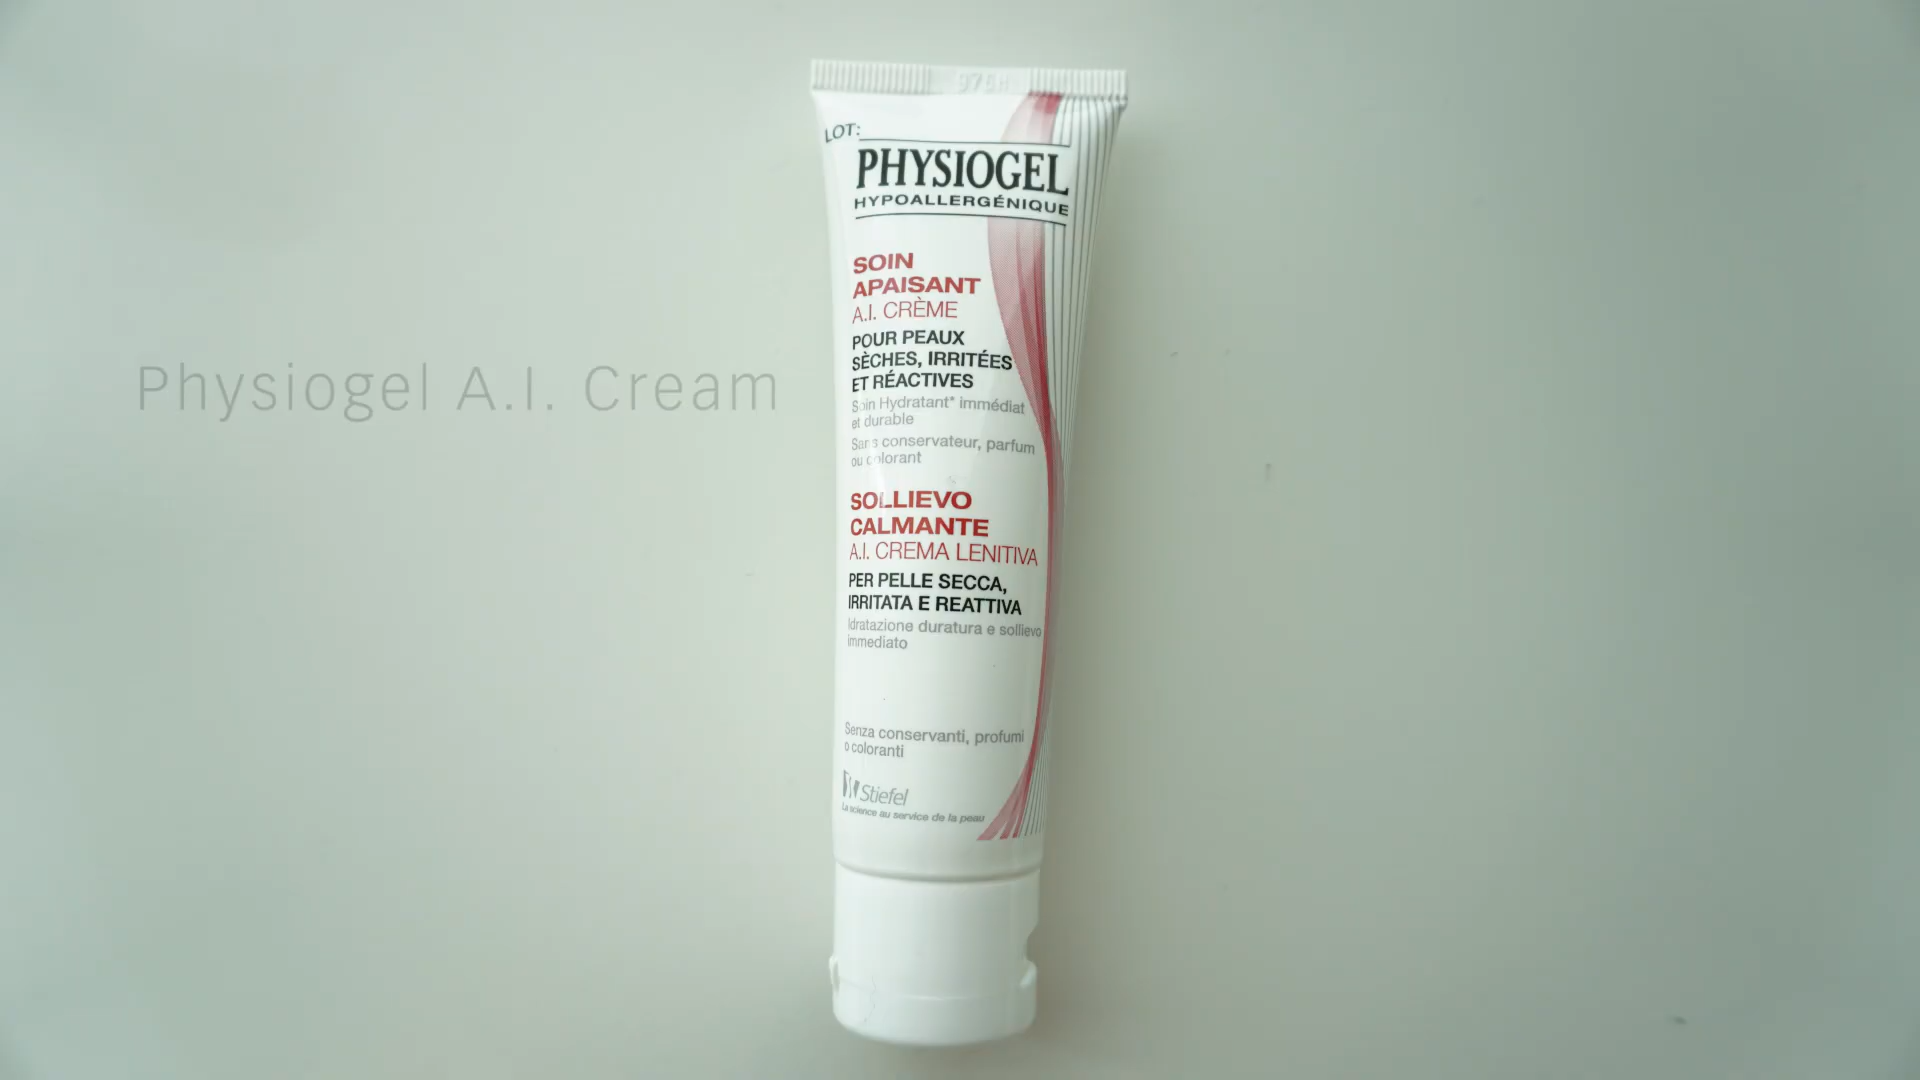 Physiogel A.I. Cream
LOT:
PHYSIOGEL
HYPOALLERGÉNIQUE
SOIN
APAISANT
A.I. CRÈME
POUR PEAUX
SÈCHES, IRRITÉES
ET RÉACTIVES
Soin Hydratant* immédiat
et durable
Sans conservateur, parfum
ou colorant
SOLLIEVO
CALMANTE
A.I. CREMA LENITIVA
PER PELLE SECCA,
IRRITATA E REATTIVA
Idratazione duratura e sollievo
immediato
Senza conservanti, profumi
o coloranti
Stiefel
La science au service de la peau